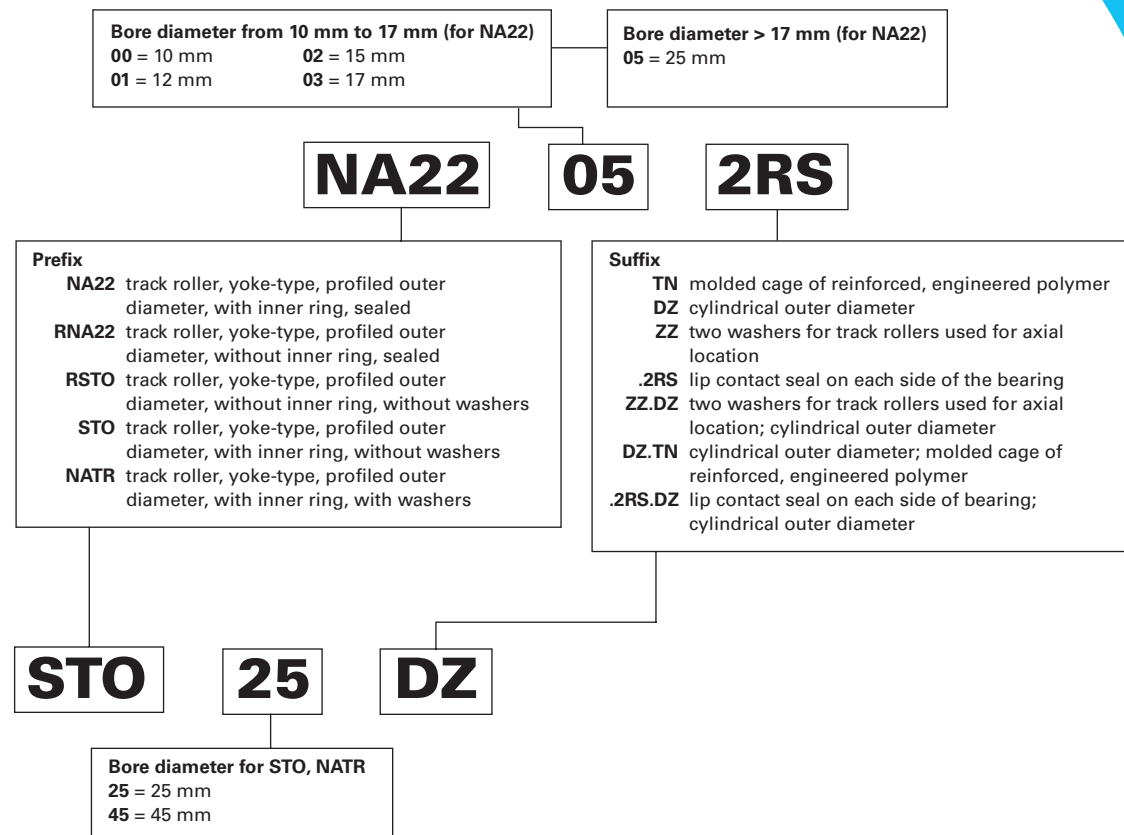 Bore diameter from 10 mm to 17 mm (for NA22)
00 = 10 mm 02 = 15 mm
01 = 12 mm 03 = 17 mm
Bore diameter > 17 mm (for NA22)
05 = 25 mm
NA22 05 2RS
Prefix
NA22 track roller, yoke-type, profiled outer
diameter, with inner ring, sealed
RNA22 track roller, yoke-type, profiled outer
diameter, without inner ring, sealed
RSTO track roller, yoke-type, profiled outer
diameter, without inner ring, without washers
STO track roller, yoke-type, profiled outer
diameter, with inner ring, without washers
NATR track roller, yoke-type, profiled outer
diameter, with inner ring, with washers
Suffix
TN molded cage of reinforced, engineered polymer
DZ cylindrical outer diameter
ZZ two washers for track rollers used for axial
location
.2RS lip contact seal on each side of the bearing
ZZ.DZ two washers for track rollers used for axial
location; cylindrical outer diameter
DZ.TN cylindrical outer diameter; molded cage of
reinforced, engineered polymer
.2RS.DZ lip contact seal on each side of bearing;
cylindrical outer diameter
STO 25 DZ
Bore diameter for STO, NATR
25 = 25 mm
45 = 45 mm